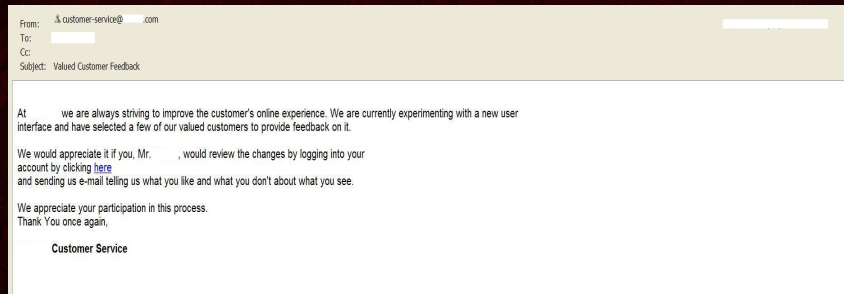 From: customer-service@ .com
To:
Cc:
Subject: Valued Customer Feedback
At we are always striving to improve the customer's online experience. We are currently experimenting with a new user
interface and have selected a few of our valued customers to provide feedback on it.
We would appreciate it if you, Mr. , would review the changes by logging into your
account by clicking here
and sending us e-mail telling us what you like and what you don't about what you see.
We appreciate your participation in this process.
Thank You once again,
Customer Service